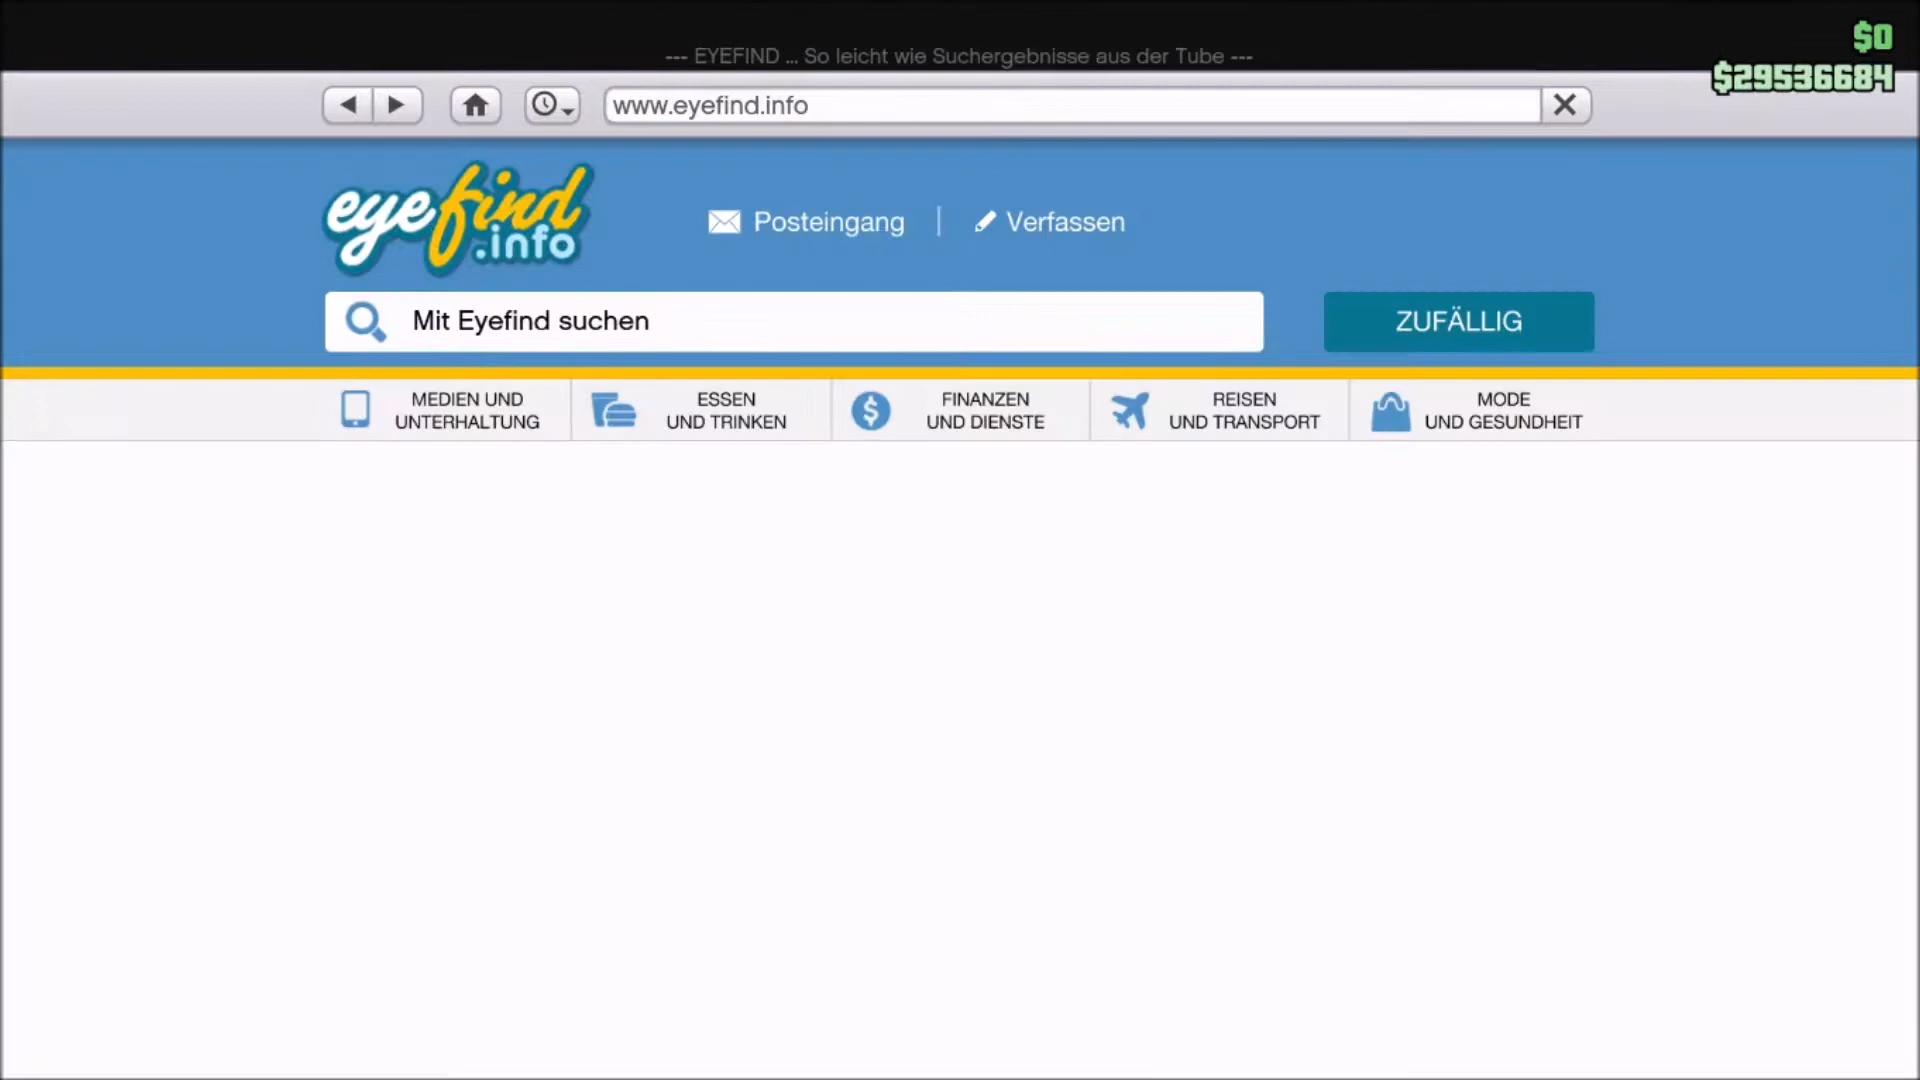 $0
--- EYEFIND ... So leicht wie Suchergebnisse aus der Tube ---
$29536684
www.eyefind.info
eyefind
.info
Posteingang
Verfassen
Mit Eyefind suchen
ZUFÄLLIG
MEDIEN UND
UNTERHALTUNG
ESSEN
UND TRINKEN
FINANZEN
UND DIENSTE
REISEN
UND TRANSPORT
MODE
UND GESUNDHEIT